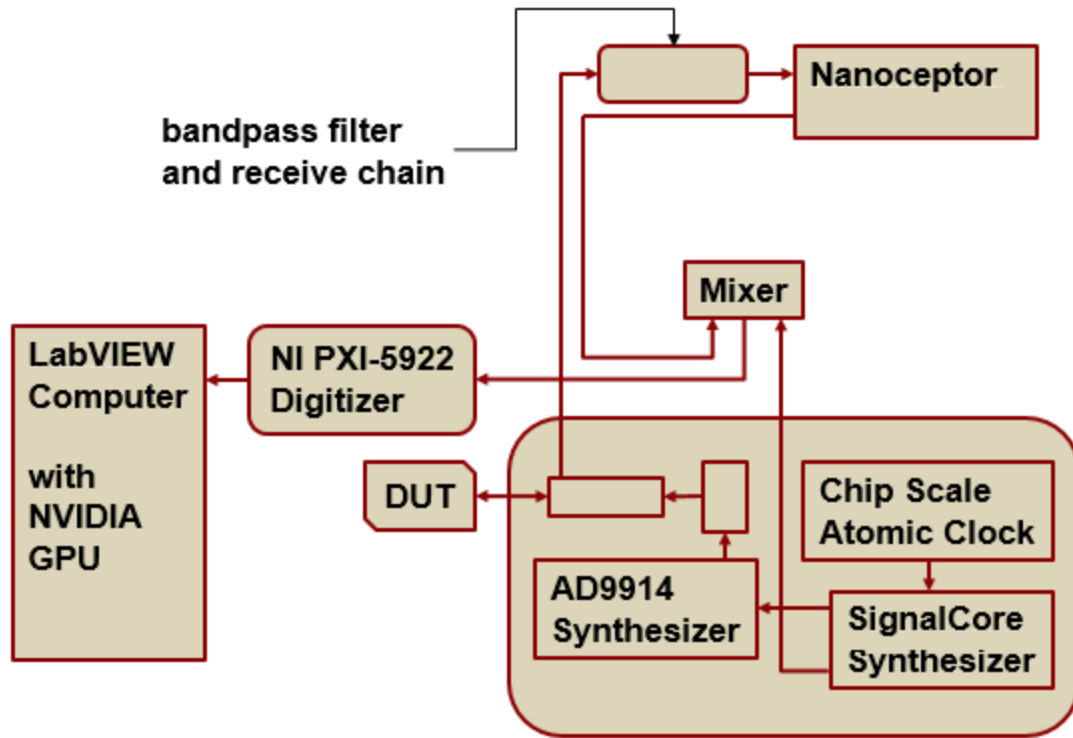 Nanoceptor
bandpass filter
and receive chain
Mixer
LabVIEW
Computer
with
NVIDIA
GPU
NI PXI-5922
Digitizer
DUT
Chip Scale
Atomic Clock
AD9914
Synthesizer
SignalCore
Synthesizer